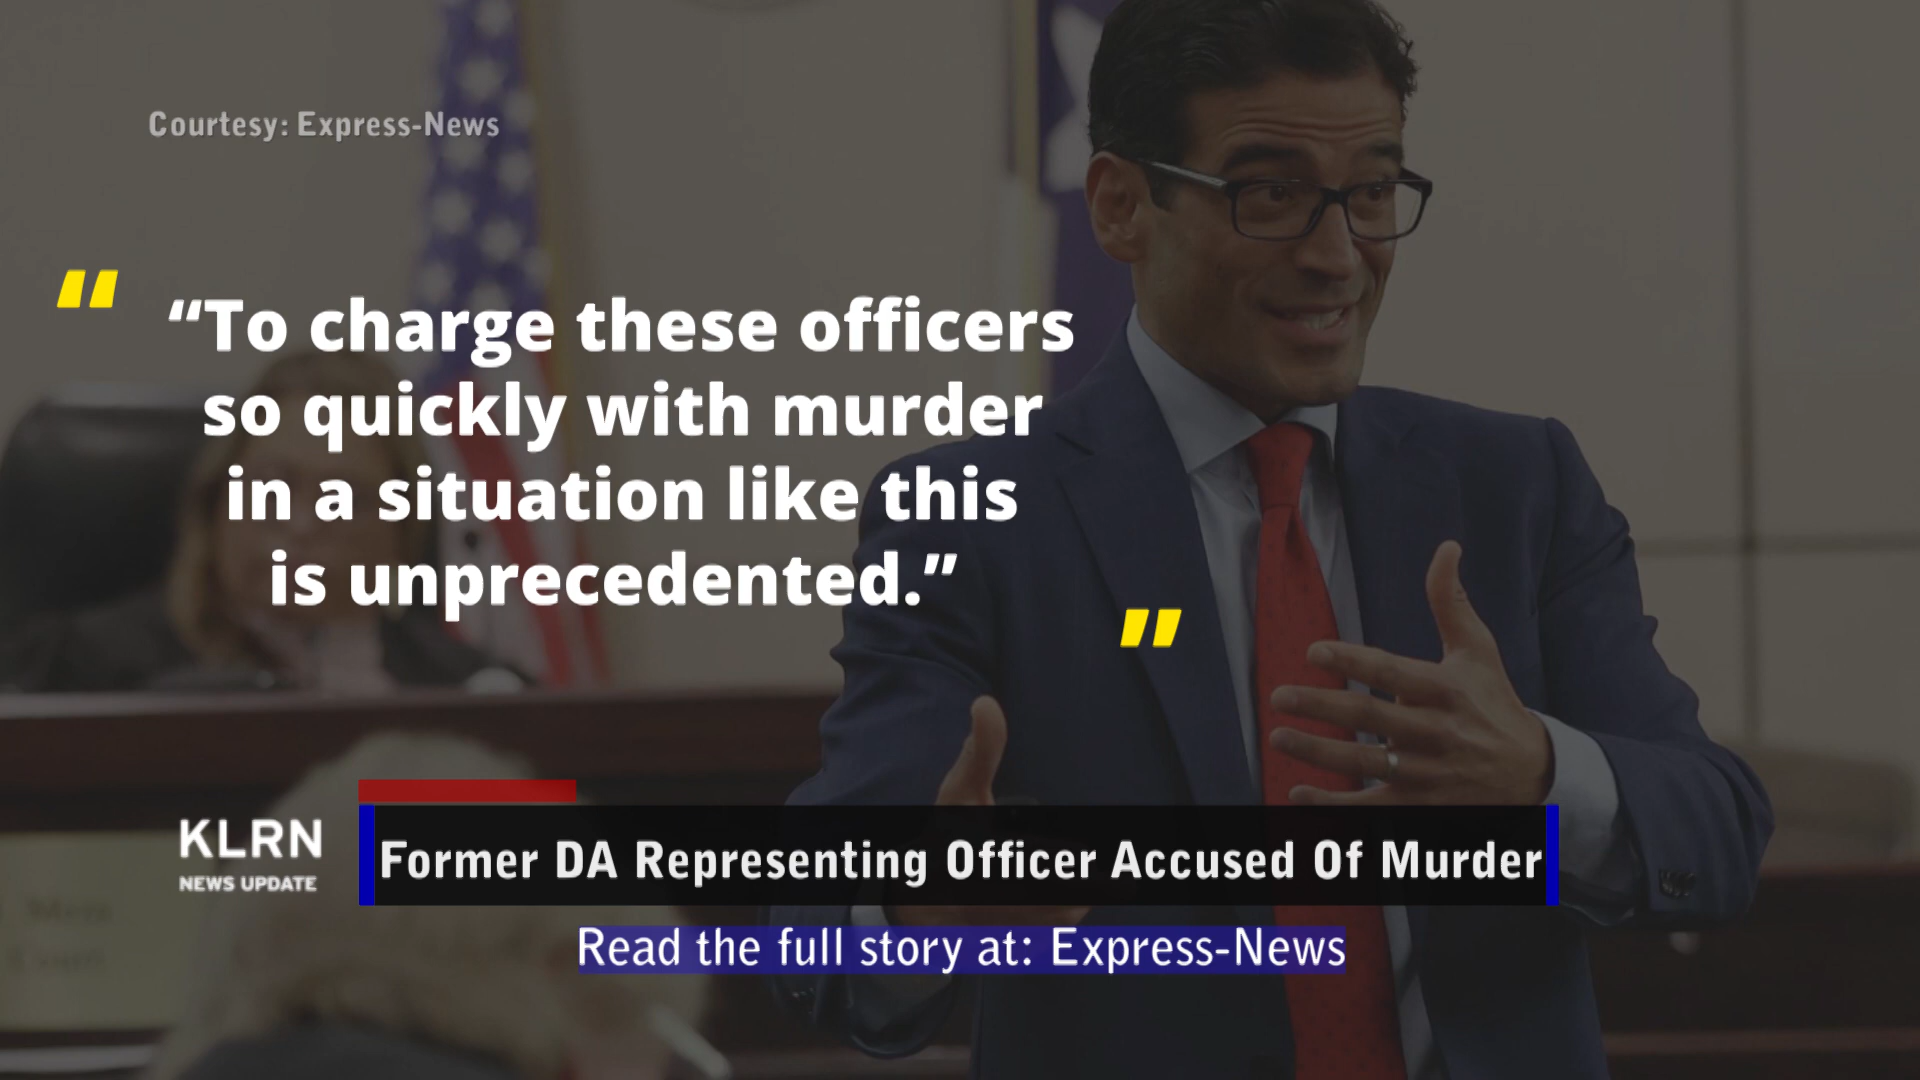 Courtesy: Express-News
“ “To charge these officers
so quickly with murder
in a situation like this
is unprecedented.”
”
KLRN
NEWS UPDATE
Former DA Representing Officer Accused Of Murder
Read the full story at: Express-News